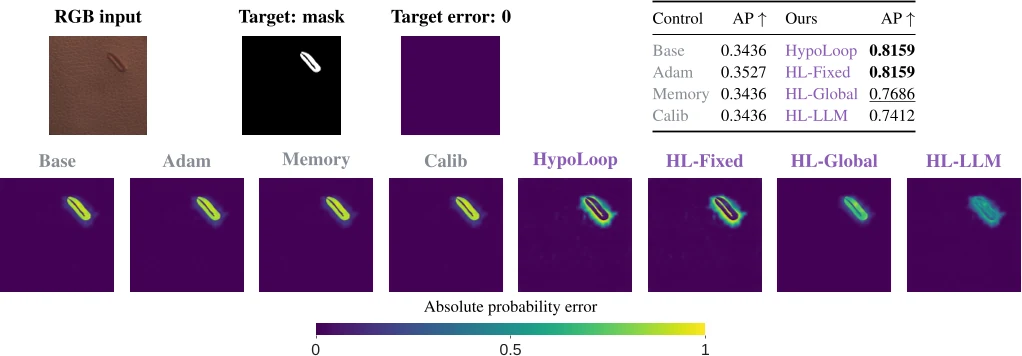 RGB input
Target: mask
Target error: 0
Control AP ↑ Ours AP ↑
Base 0.3436 HypoLoop 0.8159
Adam 0.3527 HL-Fixed 0.8159
Memory 0.3436 HL-Global 0.7686
Calib 0.3436 HL-LLM 0.7412
Base
Adam
Memory
Calib
HypoLoop
HL-Fixed
HL-Global
HL-LLM
Absolute probability error
0 0.5 1